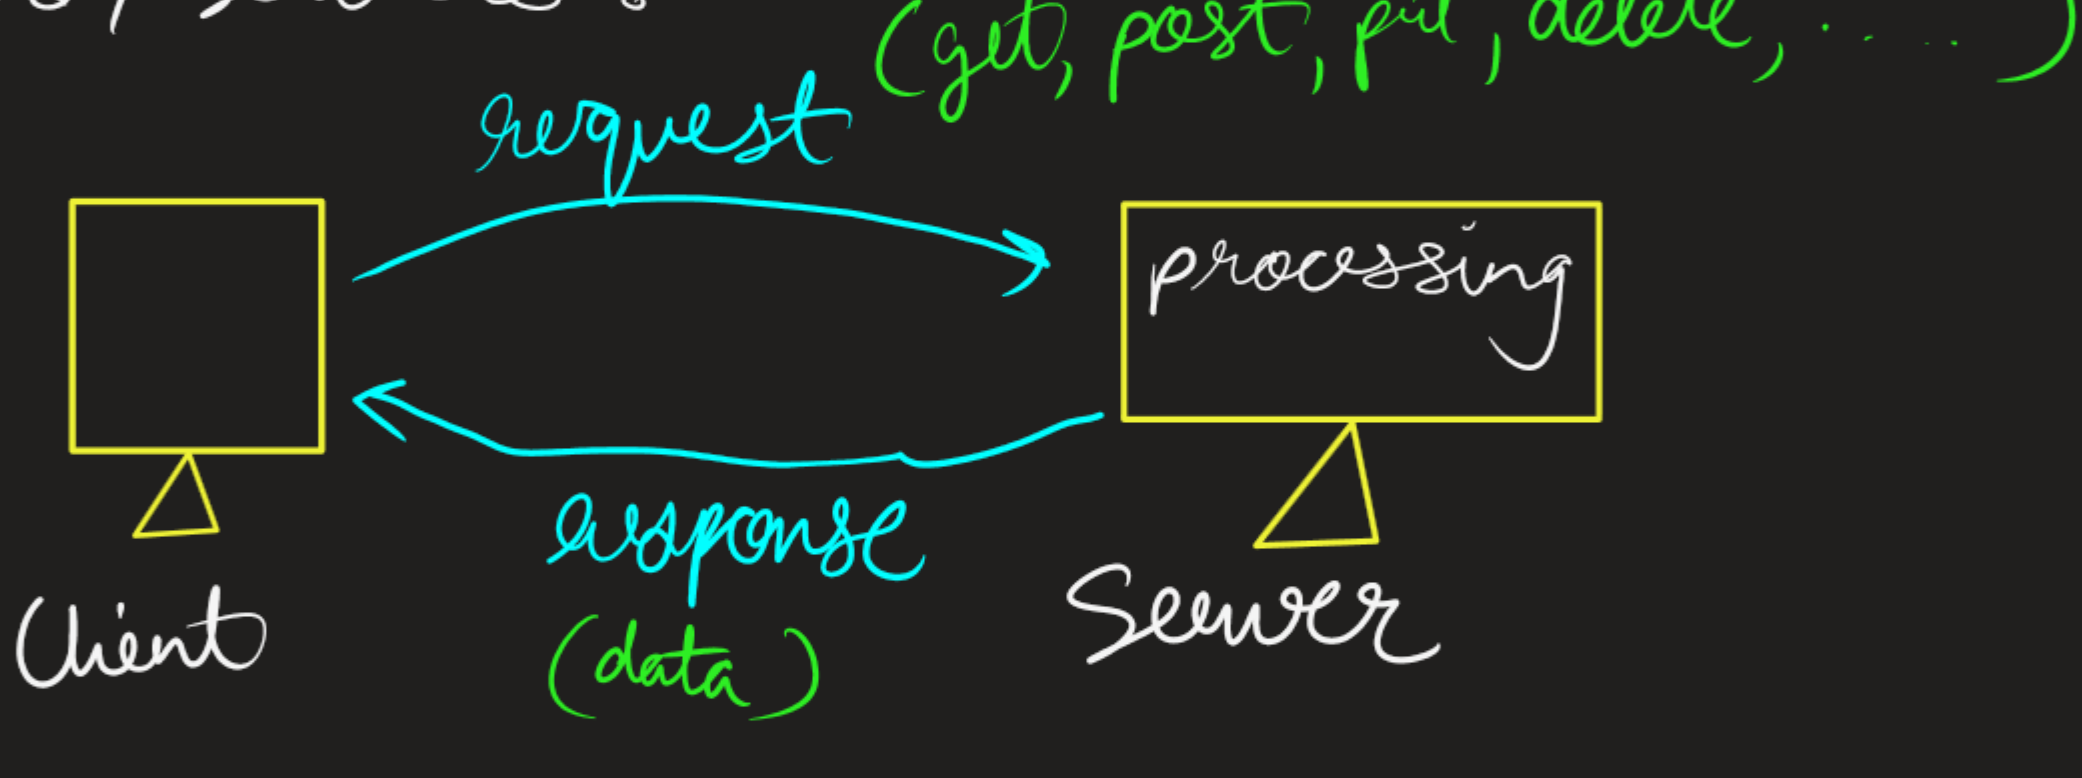 (get, post, put, delete, .....)
request
processing
response
(data)
Client
Server